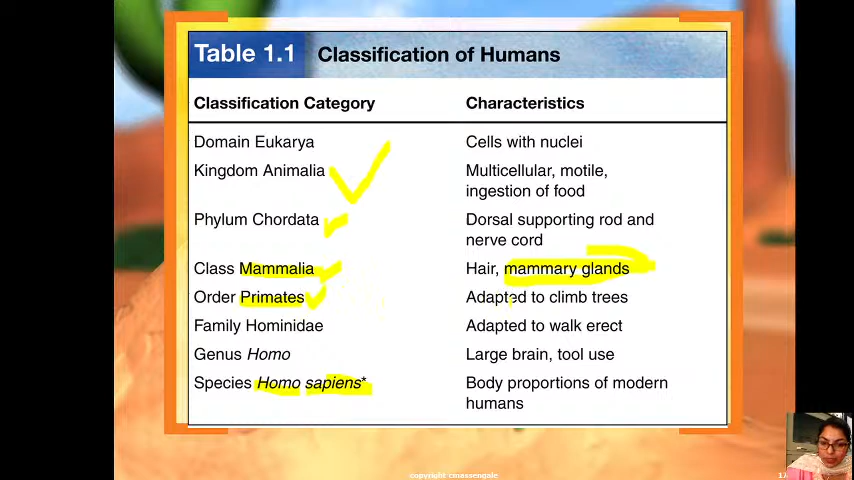 Table 1.1 Classification of Humans
Classification Category Characteristics
Domain Eukarya Cells with nuclei
Kingdom Animalia Multicellular, motile,
ingestion of food
Phylum Chordata Dorsal supporting rod and
nerve cord
Class Mammalia Hair, mammary glands
Order Primates Adapted to climb trees
Family Hominidae Adapted to walk erect
Genus Homo Large brain, tool use
Species Homo sapiens* Body proportions of modern
humans
copyright cmassengale